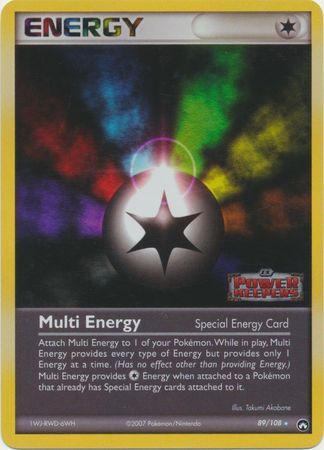 ENERGY
EX
POWER
KEEPERS
Multi Energy Special Energy Card
Attach Multi Energy to 1 of your Pokémon. While in play, Multi
Energy provides every type of Energy but provides only 1
Energy at a time. (Has no effect other than providing Energy.)
Multi Energy provides Energy when attached to a Pokémon
that already has Special Energy cards attached to it.
Illus. Takumi Akabane
1WJ-RWD-6WH ©2007 Pokémon/Nintendo 89/108